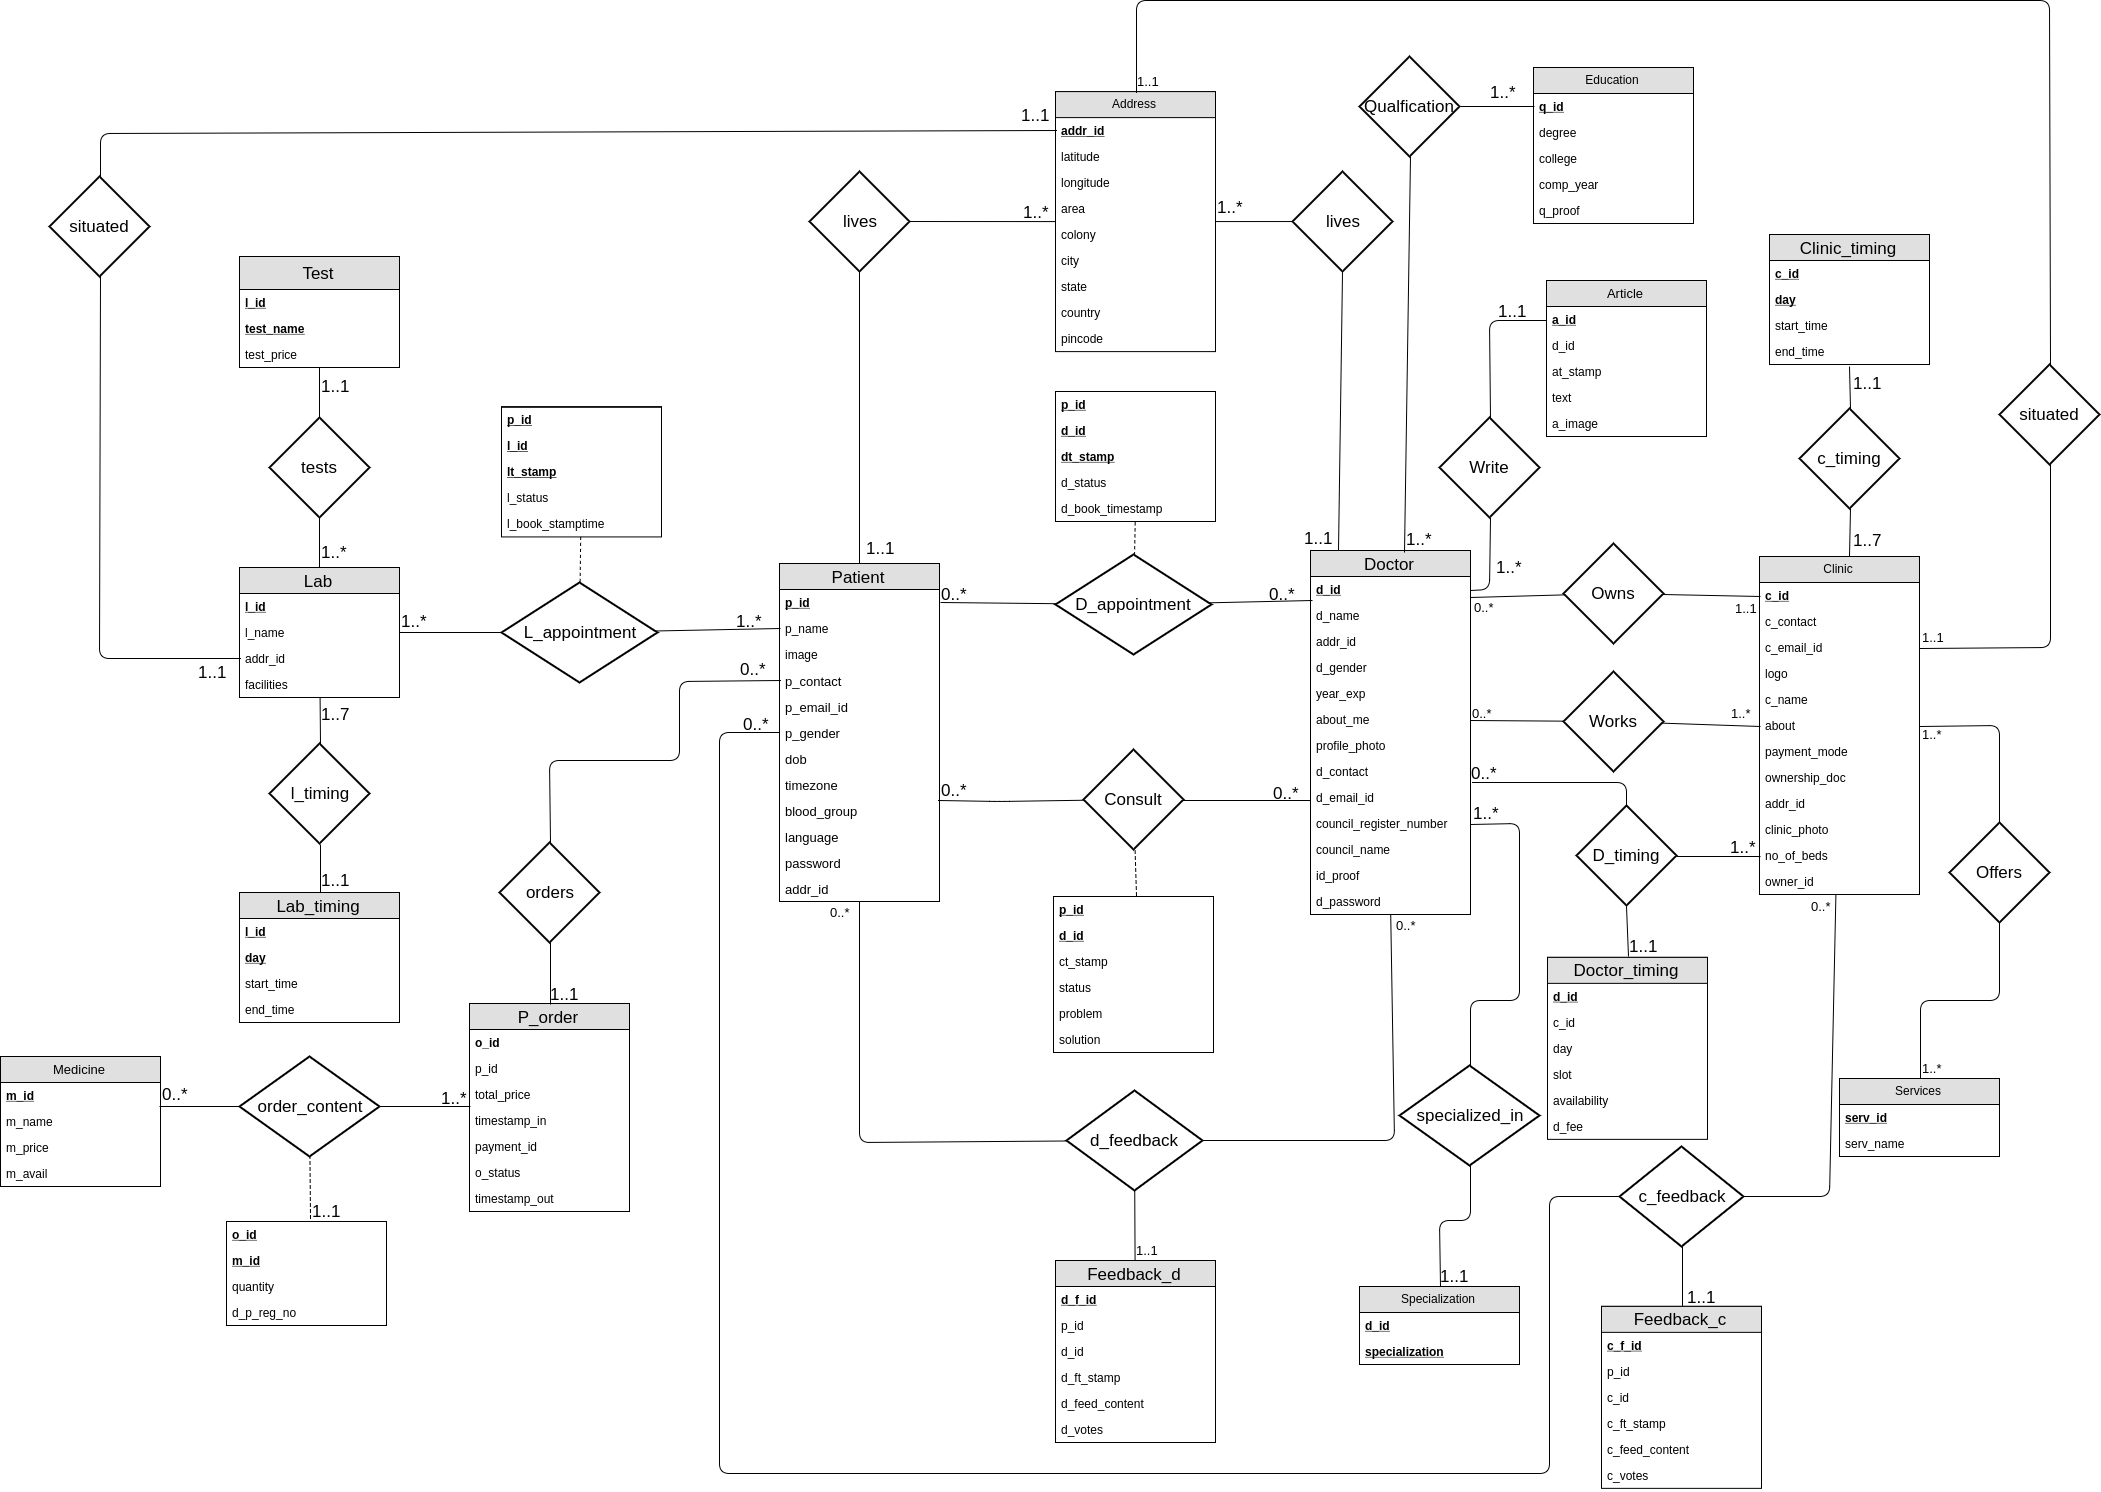 1..1
Address
addr_id
latitude
longitude
area
colony
city
state
country
pincode
1..1
1..*
1..*
Qualfication
1..*
Education
q_id
degree
college
comp_year
q_proof
situated
lives
lives
Test
l_id
test_name
test_price
1..1
tests
1..*
Clinic_timing
c_id
day
start_time
end_time
1..1
c_timing
1..7
situated
Article
a_id
d_id
at_stamp
text
a_image
1..1
Write
1..*
p_id
l_id
lt_stamp
l_status
l_book_stamptime
p_id
d_id
dt_stamp
d_status
d_book_timestamp
Lab
l_id
l_name
addr_id
facilities
1..*
L_appointment
1..*
1..1
1..7
l_timing
1..1
Lab_timing
l_id
day
start_time
end_time
1..1
Patient
p_id
p_name
image
p_contact
p_email_id
p_gender
dob
timezone
blood_group
language
password
addr_id
0..*
0..*
0..*
D_appointment
0..*
0..*
Consult
0..*
p_id
d_id
ct_stamp
status
problem
solution
1..1
1..*
Doctor
d_id
d_name
addr_id
d_gender
year_exp
about_me
profile_photo
d_contact
d_email_id
council_register_number
council_name
id_proof
d_password
0..*
Owns
1..1
0..*
Works
1..*
0..*
D_timing
1..*
1..*
1..1
Doctor_timing
d_id
c_id
day
slot
availability
d_fee
Clinic
c_id
c_contact
c_email_id
logo
c_name
about
payment_mode
ownership_doc
addr_id
clinic_photo
no_of_beds
owner_id
1..1
1..*
Offers
1..*
Services
serv_id
serv_name
0..*
orders
1..1
P_order
o_id
p_id
total_price
timestamp_in
payment_id
o_status
timestamp_out
Medicine
m_id
m_name
m_price
m_avail
0..*
order_content
1..*
1..1
o_id
m_id
quantity
d_p_reg_no
0..*
0..*
d_feedback
1..1
Feedback_d
d_f_id
p_id
d_id
d_ft_stamp
d_feed_content
d_votes
specialized_in
1..1
Specialization
d_id
specialization
c_feedback
1..1
Feedback_c
c_f_id
p_id
c_id
c_ft_stamp
c_feed_content
c_votes